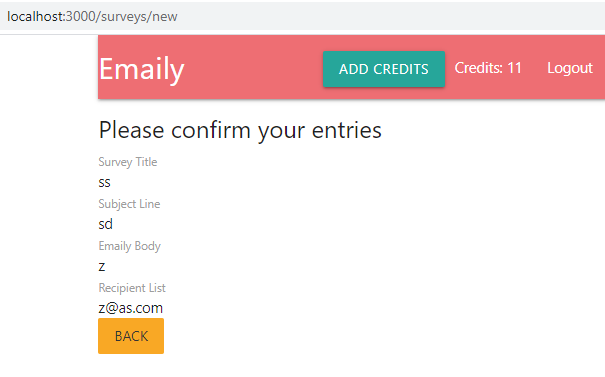 localhost:3000/surveys/new
Emaily ADD CREDITS Credits: 11 Logout
Please confirm your entries
Survey Title
ss
Subject Line
sd
Emaily Body
z
Recipient List
z@as.com
BACK